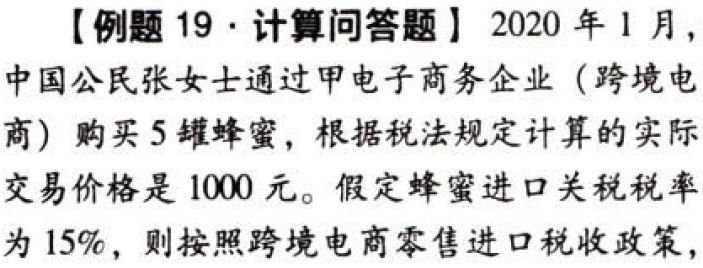 【例题 19·计算问答题】 2020 年 1 月，
中国公民张女士通过甲电子商务企业（跨境电
商）购买 5 罐蜂蜜，根据税法规定计算的实际
交易价格是 1000 元。假定蜂蜜进口关税税率
为 15%，则按照跨境电商零售进口税收政策，